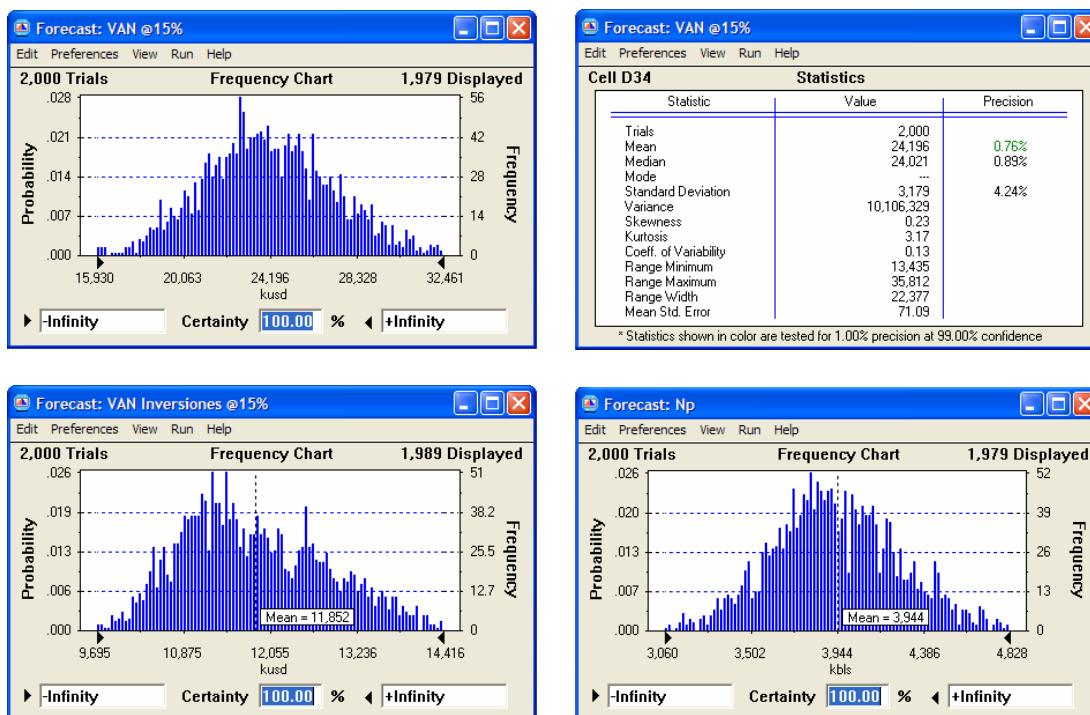 Forecast: VAN @15%
Edit Preferences View Run Help
2,000 Trials Frequency Chart 1,979 Displayed
.028 56
.021 42
.014 28
.007 14
.000 0
Probability
Frequency
15,930 20,063 24,196 28,328 32,461
kusd
-Infinity Certainty 100.00 % +Infinity
Forecast: VAN @15%
Edit Preferences View Run Help
Cell D34 Statistics
Statistic Value Precision
Trials 2,000
Mean 24,196 0.76%
Median 24,021 0.89%
Mode ---
Standard Deviation 3,179 4.24%
Variance 10,106,329
Skewness 0.23
Kurtosis 3.17
Coeff. of Variability 0.13
Range Minimum 13,435
Range Maximum 35,812
Range Width 22,377
Mean Std. Error 71.09
* Statistics shown in color are tested for 1.00% precision at 99.00% confidence
Forecast: VAN Inversiones @15%
Edit Preferences View Run Help
2,000 Trials Frequency Chart 1,989 Displayed
.026 51
.019 38.2
.013 25.5
.006 12.7
.000 0
Probability
Frequency
Mean = 11,852
9,695 10,875 12,055 13,236 14,416
kusd
-Infinity Certainty 100.00 % +Infinity
Forecast: Np
Edit Preferences View Run Help
2,000 Trials Frequency Chart 1,979 Displayed
.026 52
.020 39
.013 26
.007 13
.000 0
Probability
Frequency
Mean = 3,944
3,060 3,502 3,944 4,386 4,828
kbls
-Infinity Certainty 100.00 % +Infinity